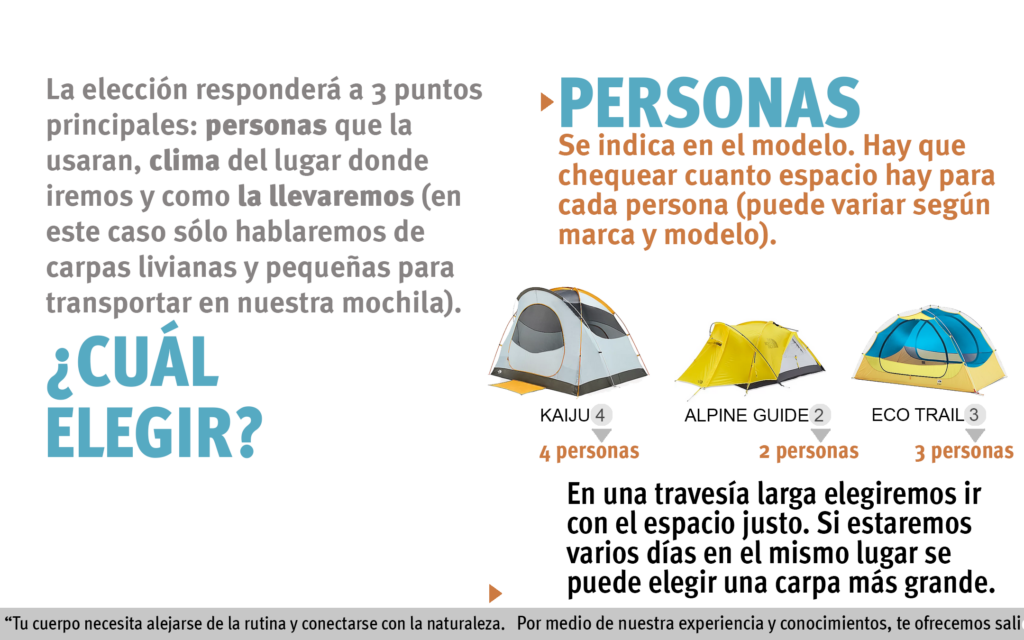 La elección responderá a 3 puntos
principales: personas que la
usaran, clima del lugar donde
iremos y como la llevaremos (en
este caso sólo hablaremos de
carpas livianas y pequeñas para
transportar en nuestra mochila).
¿CUÁL
ELEGIR?
PERSONAS
Se indica en el modelo. Hay que
chequear cuanto espacio hay para
cada persona (puede variar según
marca y modelo).
KAIJU 4
4 personas
ALPINE GUIDE 2
2 personas
ECO TRAIL 3
3 personas
En una travesía larga elegiremos ir
con el espacio justo. Si estaremos
varios días en el mismo lugar se
puede elegir una carpa más grande.
“Tu cuerpo necesita alejarse de la rutina y conectarse con la naturaleza. Por medio de nuestra experiencia y conocimientos, te ofrecemos sali